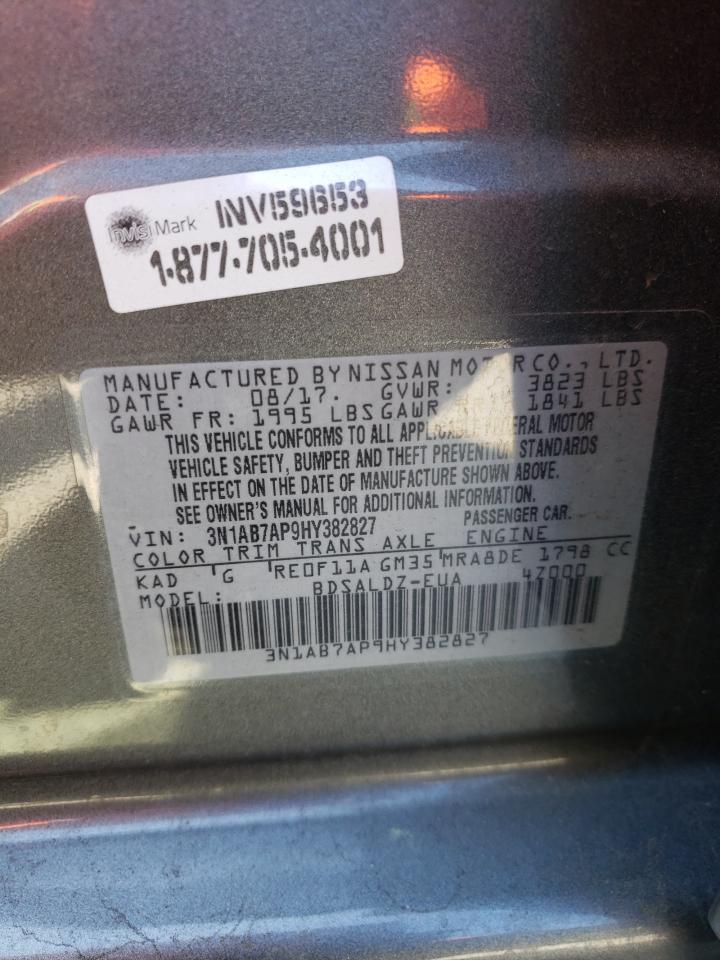 InvisiMark INV59653
1-877-705-4001
MANUFACTURED BY NISSAN MOTOR CO., LTD.
DATE: 08/17. GVWR: 3823 LBS
GAWR FR: 1995 LBS GAWR 1841 LBS
THIS VEHICLE CONFORMS TO ALL APPLICABLE FEDERAL MOTOR
VEHICLE SAFETY, BUMPER AND THEFT PREVENTION STANDARDS
IN EFFECT ON THE DATE OF MANUFACTURE SHOWN ABOVE.
SEE OWNER'S MANUAL FOR ADDITIONAL INFORMATION.
VIN: 3N1AB7AP9HY382827 PASSENGER CAR.
COLOR TRIM TRANS AXLE ENGINE
KAD G RE0F11A GM35 MRA8DE 1798 CC
MODEL: BDSALDZ-EUA 47000
3N1AB7AP9HY382827